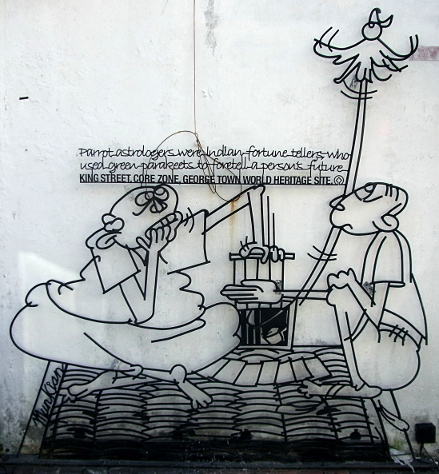 Parrot astrologers were Indian fortune tellers who
used green parakeets to foretell a person's future
KING STREET, CORE ZONE, GEORGE TOWN WORLD HERITAGE SITE.